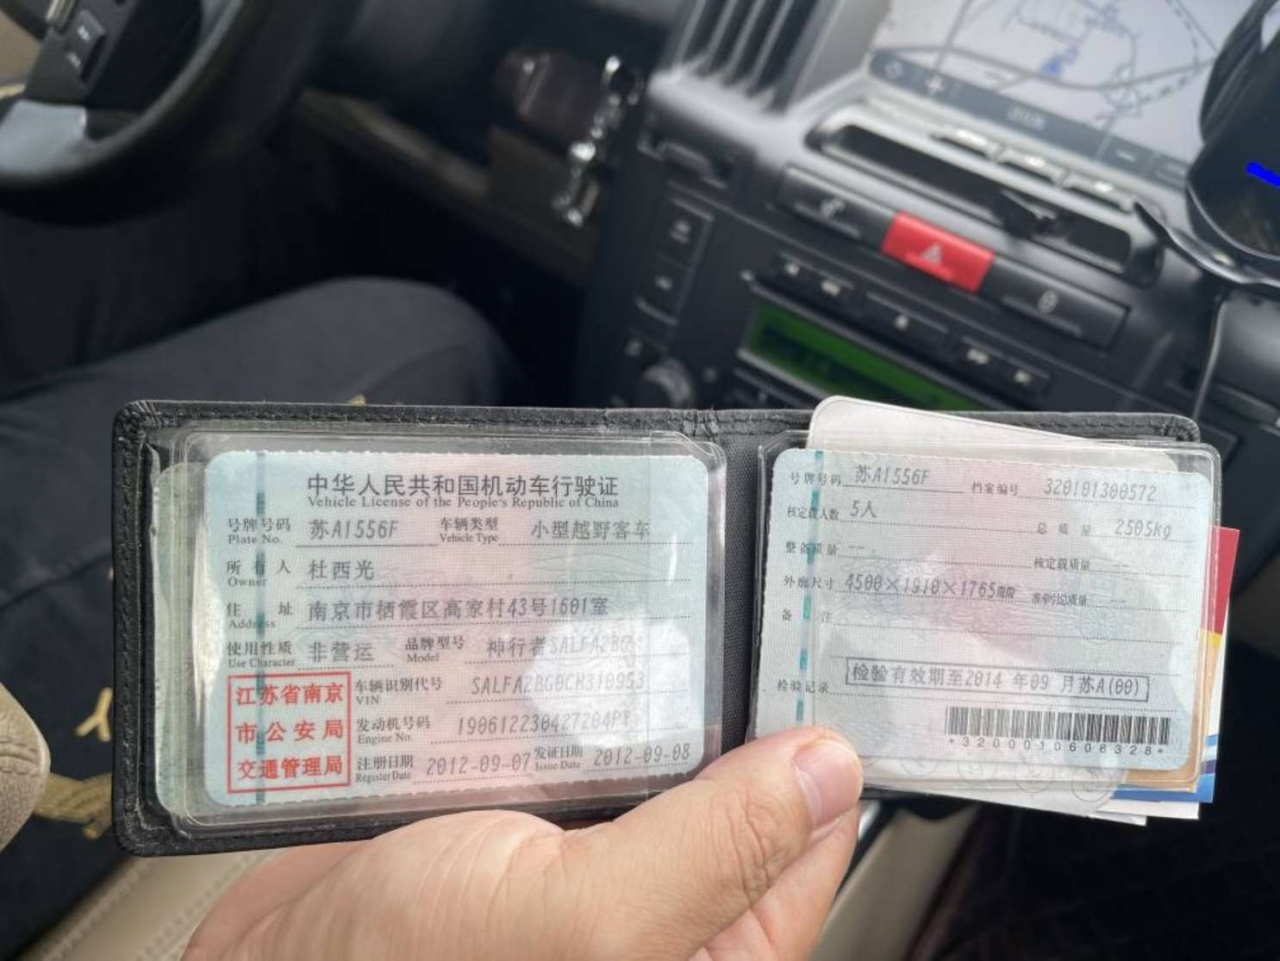 中华人民共和国机动车行驶证
Vehicle License of the People's Republic of China
号牌号码 苏A1556F 车辆类型 小型越野客车
Plate No. Vehicle Type
所有人 杜西光
Owner
住址 南京市栖霞区高家村43号1601室
Address
使用性质 非营运 品牌型号 神行者SALFA2BG
Use Character Model
江苏省南京
市公安局
交通管理局
车辆识别代号 SALFA2BG0CH310953
VIN
发动机号码 190612230427204PT
Engine No.
注册日期 2012-09-07 发证日期 2012-09-08
Register Date Issue Date
号牌号码 苏A1556F 档案编号 320101300572
核定载人数 5人 总质量 2505kg
整备质量 -- 核定载质量
外廓尺寸 4500×1910×1765mm 准牵引总质量 --
备注
检验记录 检验有效期至2014年09月苏A(00)
*3200010606328*